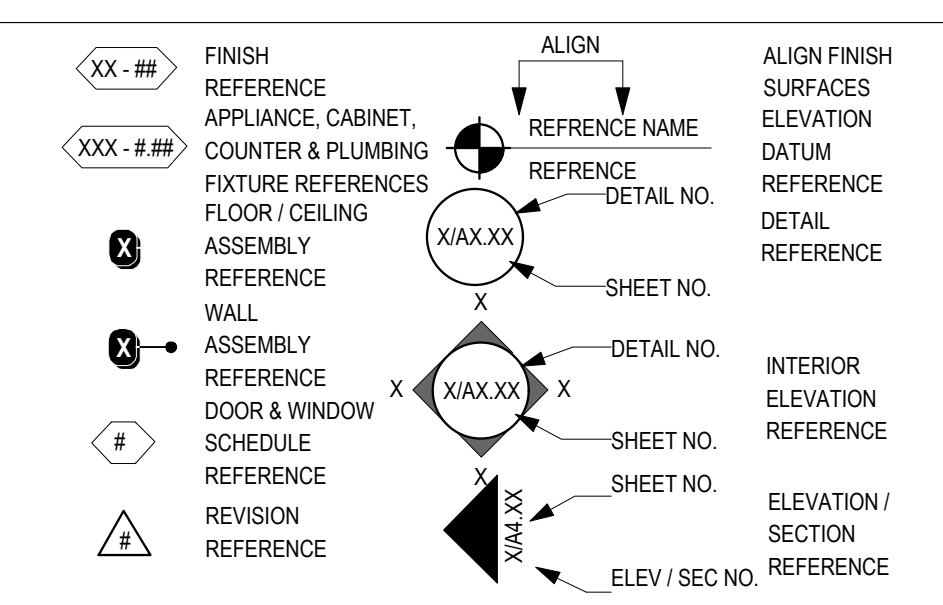 XX - ##
FINISH
REFERENCE
XXX - #.##
APPLIANCE, CABINET,
COUNTER & PLUMBING
FIXTURE REFERENCES
X
FLOOR / CEILING
ASSEMBLY
REFERENCE
X
WALL
ASSEMBLY
REFERENCE
#
DOOR & WINDOW
SCHEDULE
REFERENCE
#
REVISION
REFERENCE
ALIGN
ALIGN FINISH
SURFACES
REFRENCE NAME
REFRENCE
ELEVATION
DATUM
REFERENCE
X/AX.XX
DETAIL NO.
SHEET NO.
DETAIL
REFERENCE
X
X
X/AX.XX
X
X
DETAIL NO.
SHEET NO.
INTERIOR
ELEVATION
REFERENCE
X/A4.XX
SHEET NO.
ELEV / SEC NO.
ELEVATION /
SECTION
REFERENCE